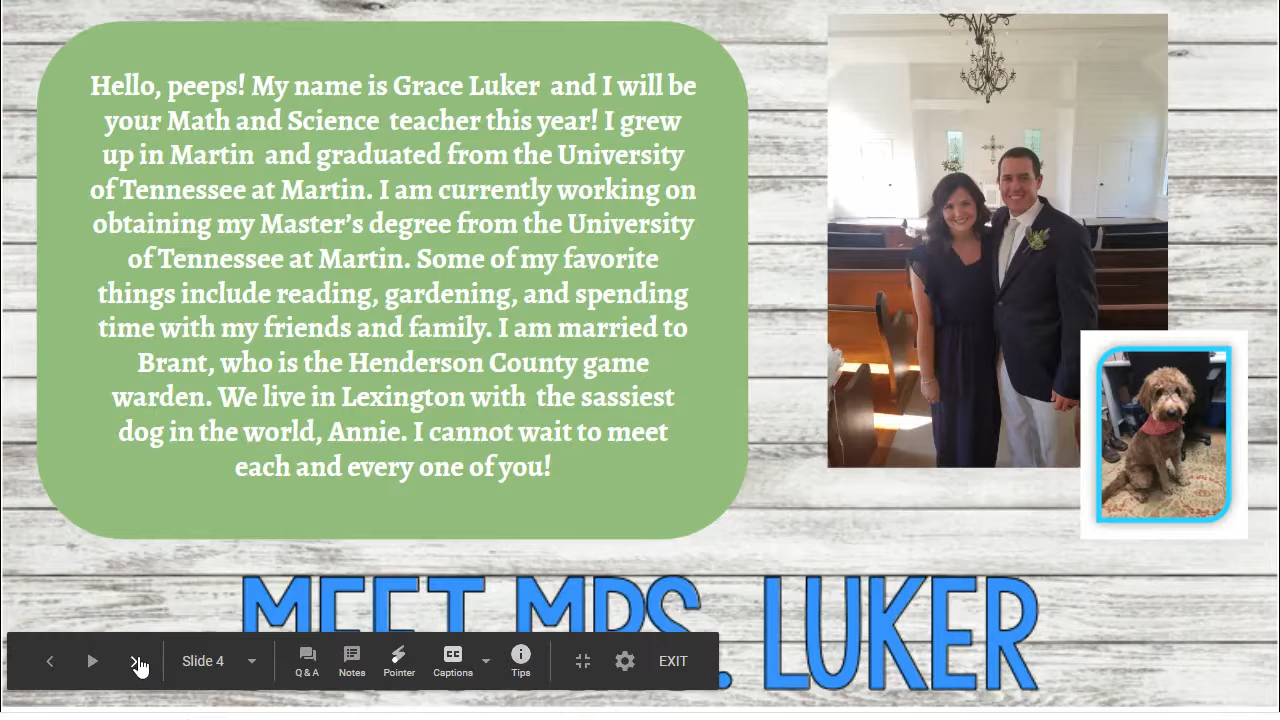 Hello, peeps! My name is Grace Luker and I will be
your Math and Science teacher this year! I grew
up in Martin and graduated from the University
of Tennessee at Martin. I am currently working on
obtaining my Master's degree from the University
of Tennessee at Martin. Some of my favorite
things include reading, gardening, and spending
time with my friends and family. I am married to
Brant, who is the Henderson County game
warden. We live in Lexington with the sassiest
dog in the world, Annie. I cannot wait to meet
each and every one of you!
MEET MRS. LUKER
Slide 4
Q & A
Notes
Pointer
CC
Captions
Tips
EXIT